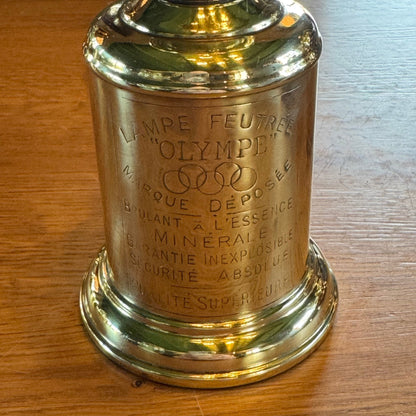 LAMPE FEUTRÉE
"OLYMPE"
MARQUE DÉPOSÉE
BRULANT À L'ESSENCE
MINÉRALE
GARANTIE INEXPLOSIBLE
SÉCURITÉ ABSOLUE
QUALITÉ SUPÉRIEURE